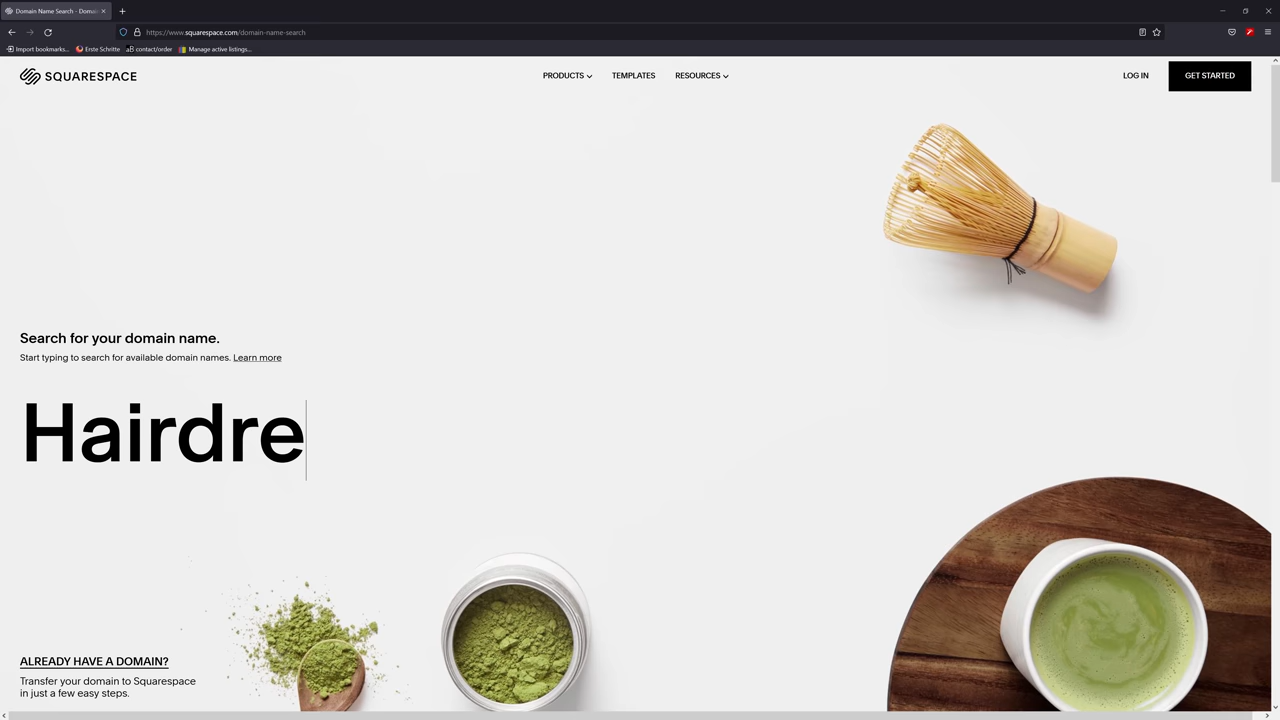 Domain Name Search - Domai
https://www.squarespace.com/domain-name-search
Import bookmarks...
Erste Schritte
aB contact/order
Manage active listings...
SQUARESPACE
PRODUCTS
TEMPLATES
RESOURCES
LOG IN
GET STARTED
Search for your domain name.
Start typing to search for available domain names. Learn more
Hairdre
ALREADY HAVE A DOMAIN?
Transfer your domain to Squarespace
in just a few easy steps.